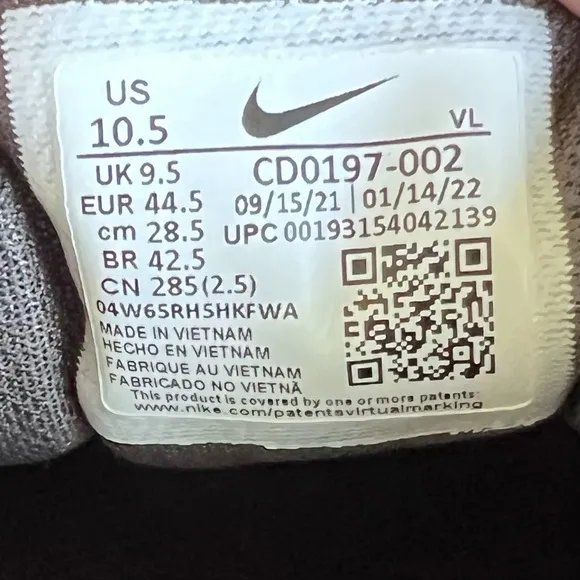 US
10.5
VL
UK 9.5
CD0197-002
EUR 44.5
09/15/21 | 01/14/22
cm 28.5
UPC 00193154042139
BR 42.5
CN 285(2.5)
04W65RH5HKFWA
MADE IN VIETNAM
HECHO EN VIETNAM
FABRIQUE AU VIETNAM
FABRICADO NO VIETNÃ
This product is covered by one or more patents
www.nike.com/patentsvirtualmarking